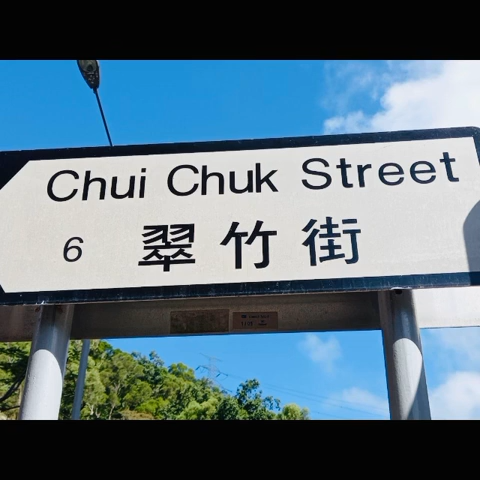 Chui Chuk Street
6 翠竹街